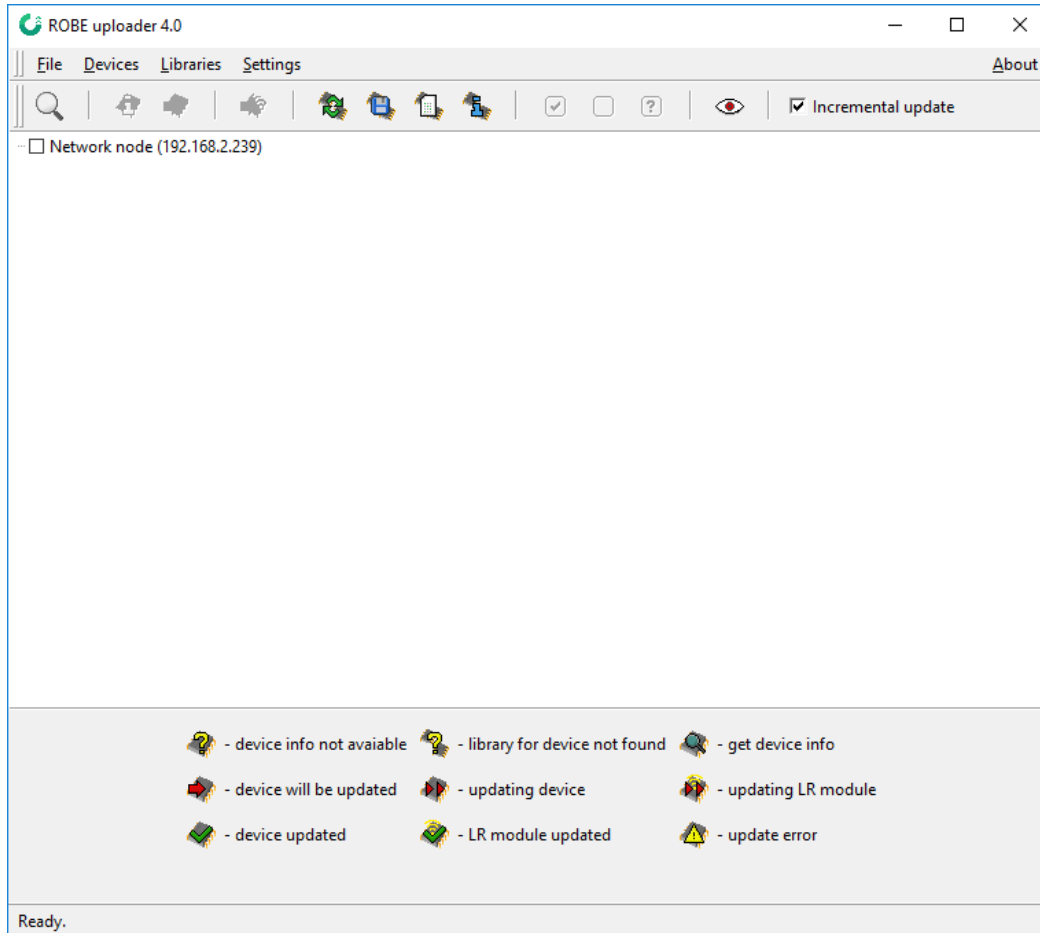 ROBE uploader 4.0
File Devices Libraries Settings About
Incremental update
Network node (192.168.2.239)
- device info not avaiable - library for device not found - get device info
- device will be updated - updating device - updating LR module
- device updated - LR module updated - update error
Ready.